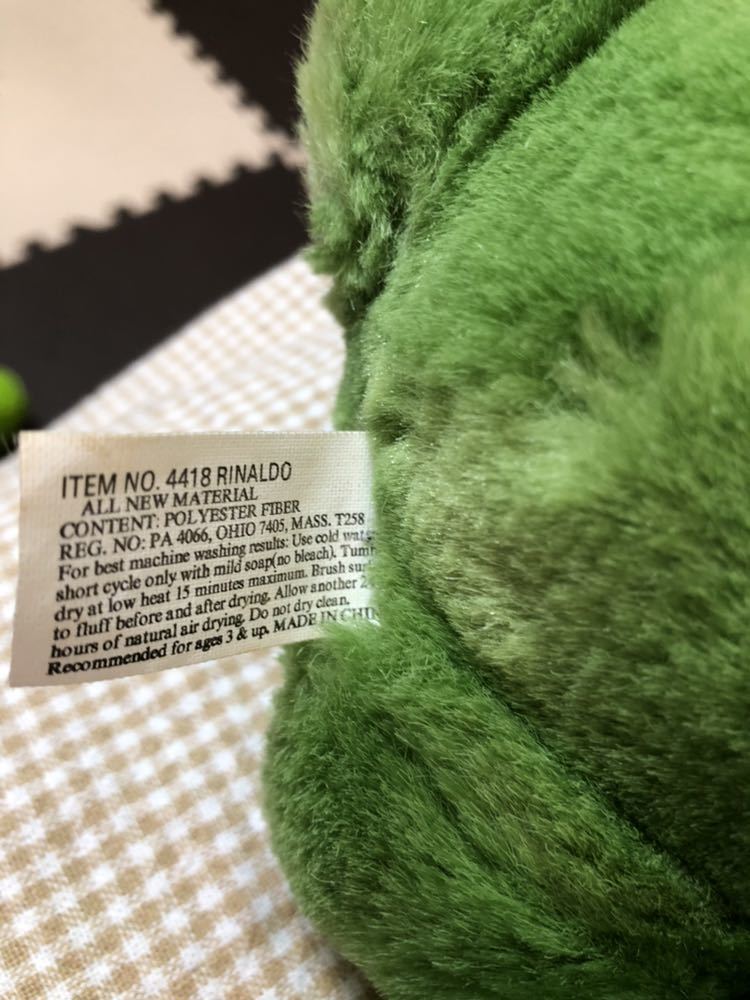 ITEM NO. 4418 RINALDO
ALL NEW MATERIAL
CONTENT: POLYESTER FIBER
REG. NO: PA 4066, OHIO 7405, MASS. T258
For best machine washing results: Use cold
short cycle only with mild soap(no bleach).
dry at low heat 15 minutes maximum. Brush
to fluff before and after drying. Allow another
hours of natural air drying. Do not dry clean.
Recommended for ages 3 & up. MADE IN